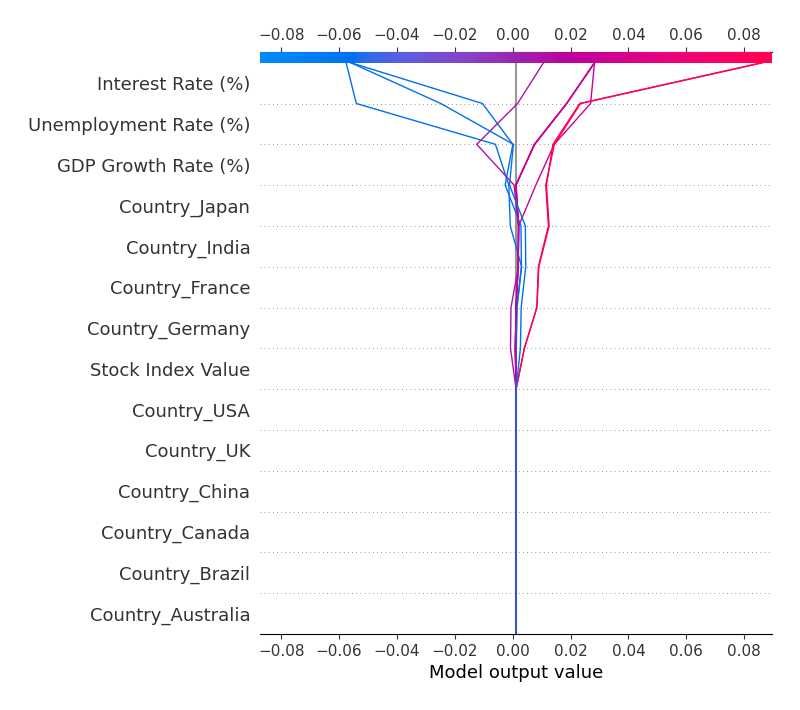 −0.08 −0.06 −0.04 −0.02 0.00 0.02 0.04 0.06 0.08
Interest Rate (%)
Unemployment Rate (%)
GDP Growth Rate (%)
Country_Japan
Country_India
Country_France
Country_Germany
Stock Index Value
Country_USA
Country_UK
Country_China
Country_Canada
Country_Brazil
Country_Australia
−0.08 −0.06 −0.04 −0.02 0.00 0.02 0.04 0.06 0.08
Model output value